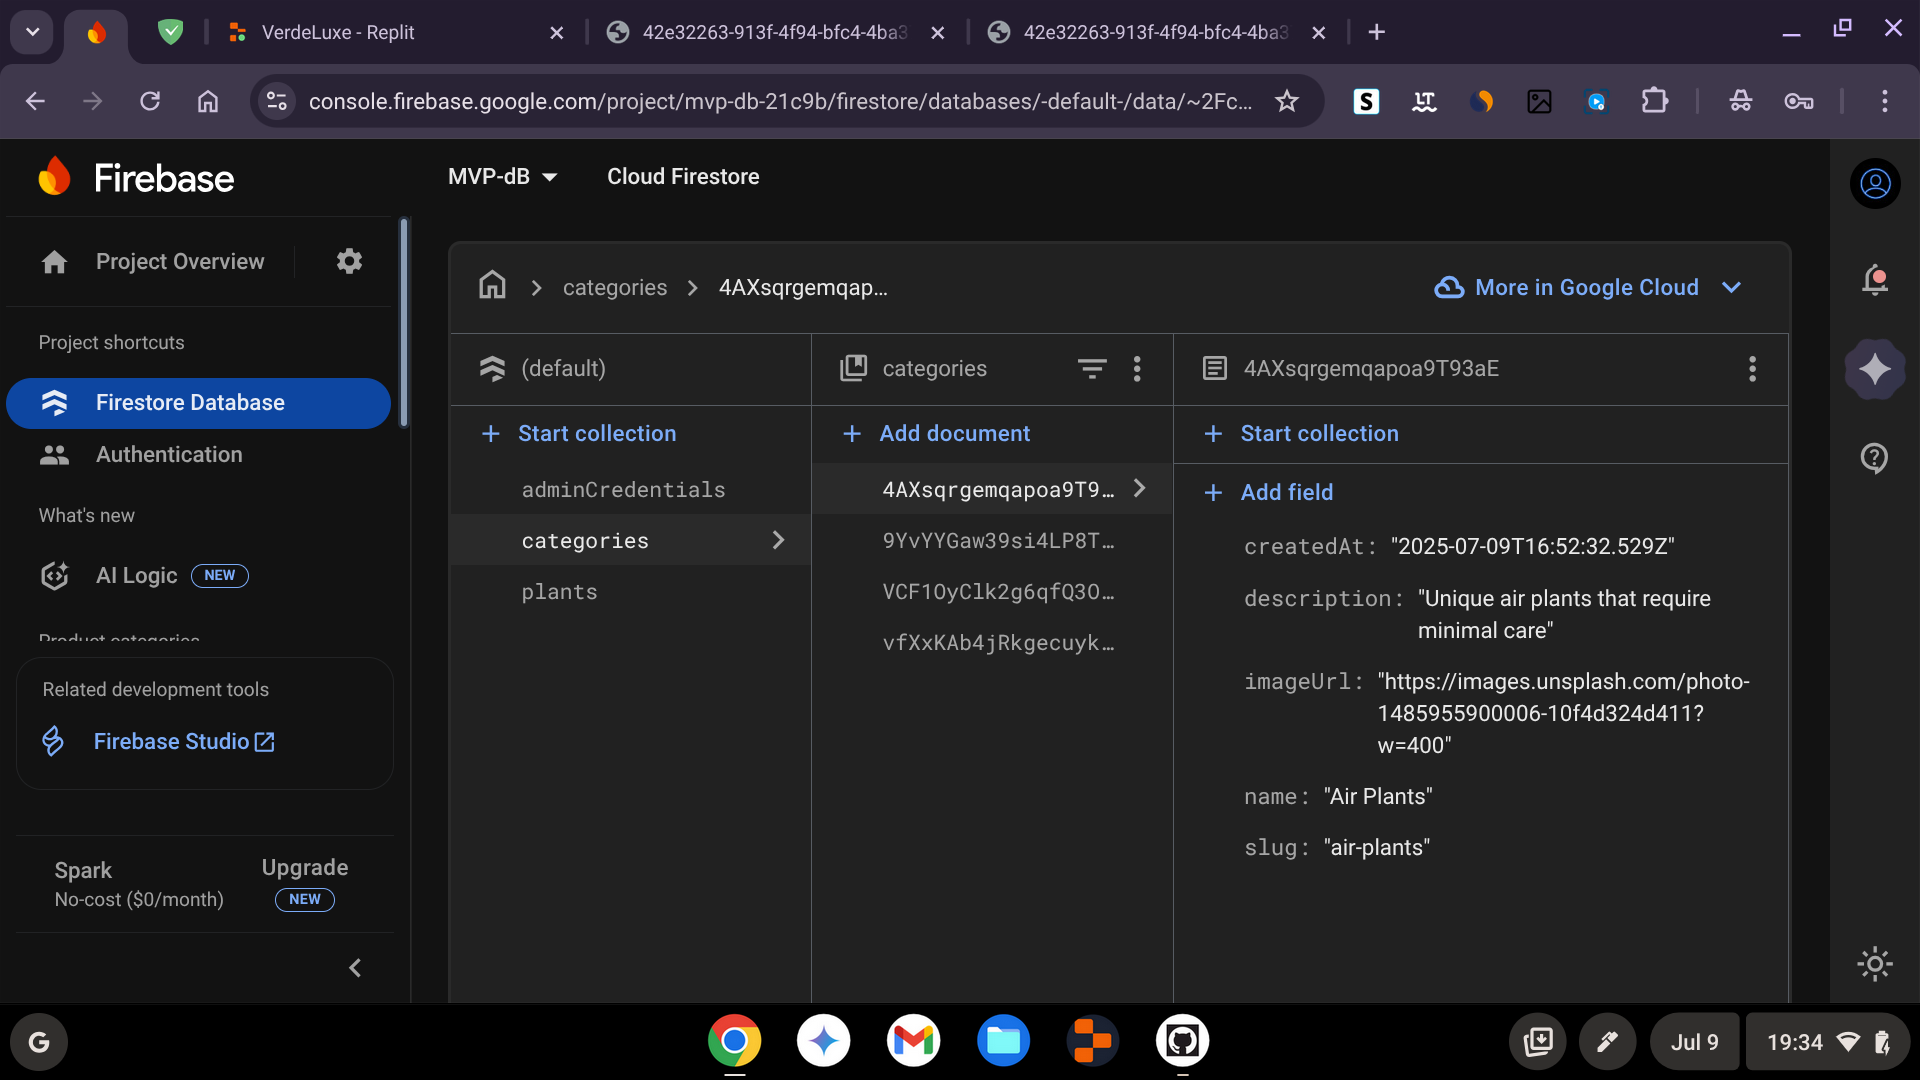 VerdeLuxe - Replit
42e32263-913f-4f94-bfc4-4ba3
42e32263-913f-4f94-bfc4-4ba3
console.firebase.google.com/project/mvp-db-21c9b/firestore/databases/-default-/data/~2Fc...
Firebase
MVP-dB
Cloud Firestore
Project Overview
Project shortcuts
Firestore Database
Authentication
What's new
AI Logic
NEW
Product categories
Related development tools
Firebase Studio
Spark
No-cost ($0/month)
Upgrade
NEW
categories
4AXsqrgemqap...
More in Google Cloud
(default)
Start collection
adminCredentials
categories
plants
categories
Add document
4AXsqrgemqapoa9T9...
9YvYYGaw39si4LP8T...
VCF1OyClk2g6qfQ3O...
vfXxKAb4jRkgecuyk...
4AXsqrgemqapoa9T93aE
Start collection
Add field
createdAt: "2025-07-09T16:52:32.529Z"
description: "Unique air plants that require
minimal care"
imageUrl: "https://images.unsplash.com/photo-
1485955900006-10f4d324d411?
w=400"
name: "Air Plants"
slug: "air-plants"
G
Jul 9
19:34